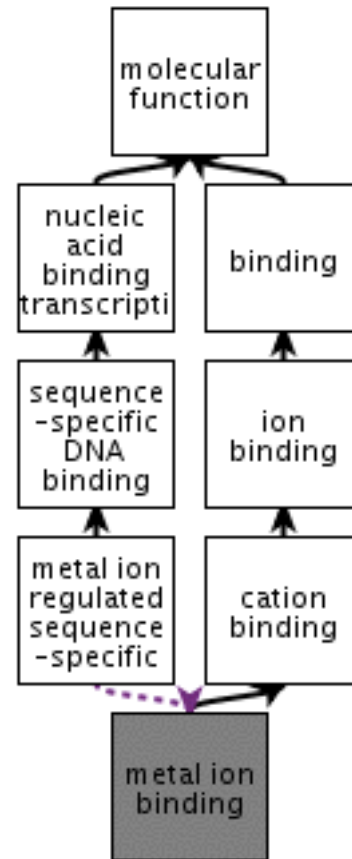 molecular
function
nucleic
acid
binding
transcripti
binding
sequence
-specific
DNA
binding
ion
binding
metal ion
regulated
sequence
-specific
cation
binding
metal ion
binding